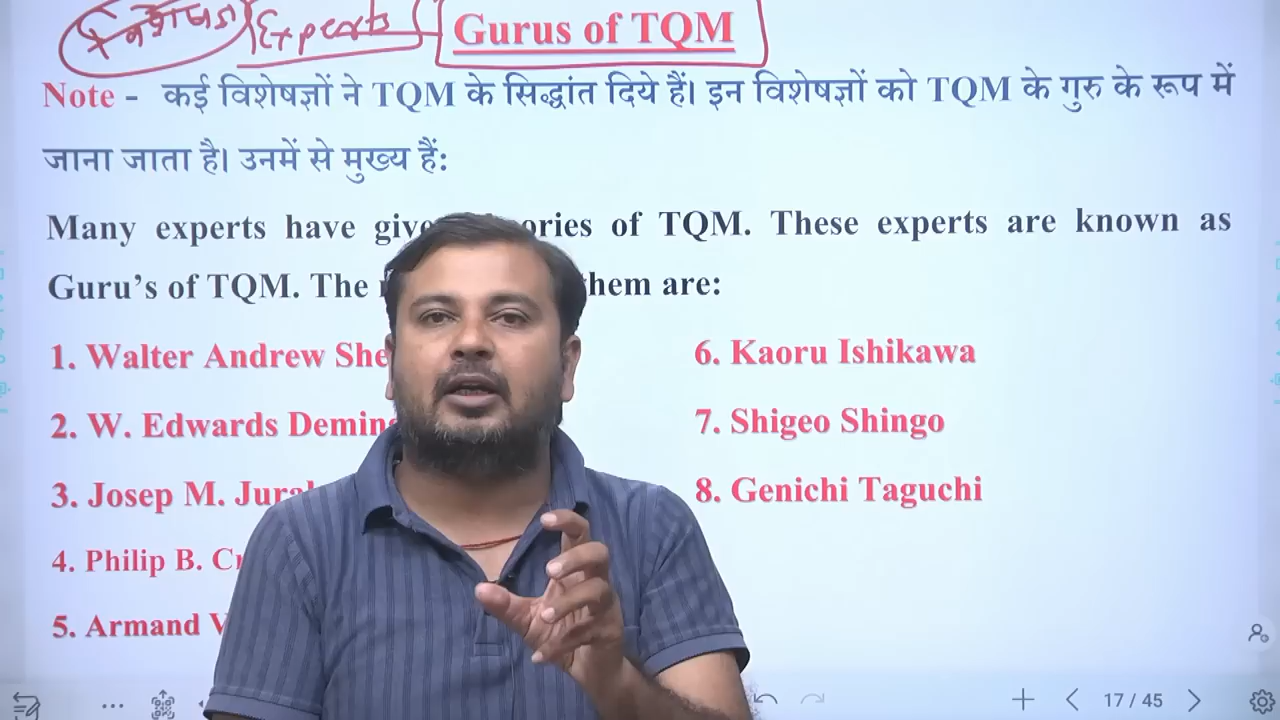 विशेषज्ञ Experts Gurus of TQM
Note - कई विशेषज्ञों ने TQM के सिद्धांत दिये हैं। इन विशेषज्ञों को TQM के गुरु के रूप में
जाना जाता है। उनमें से मुख्य हैं:
Many experts have of TQM. These experts are known as
Guru's of TQM. The are:
1. Walter Andrew
2. W. Edwards
3. Josep M.
4. Philip B.
5. Armand
6. Kaoru Ishikawa
7. Shigeo Shingo
8. Genichi Taguchi
17/45